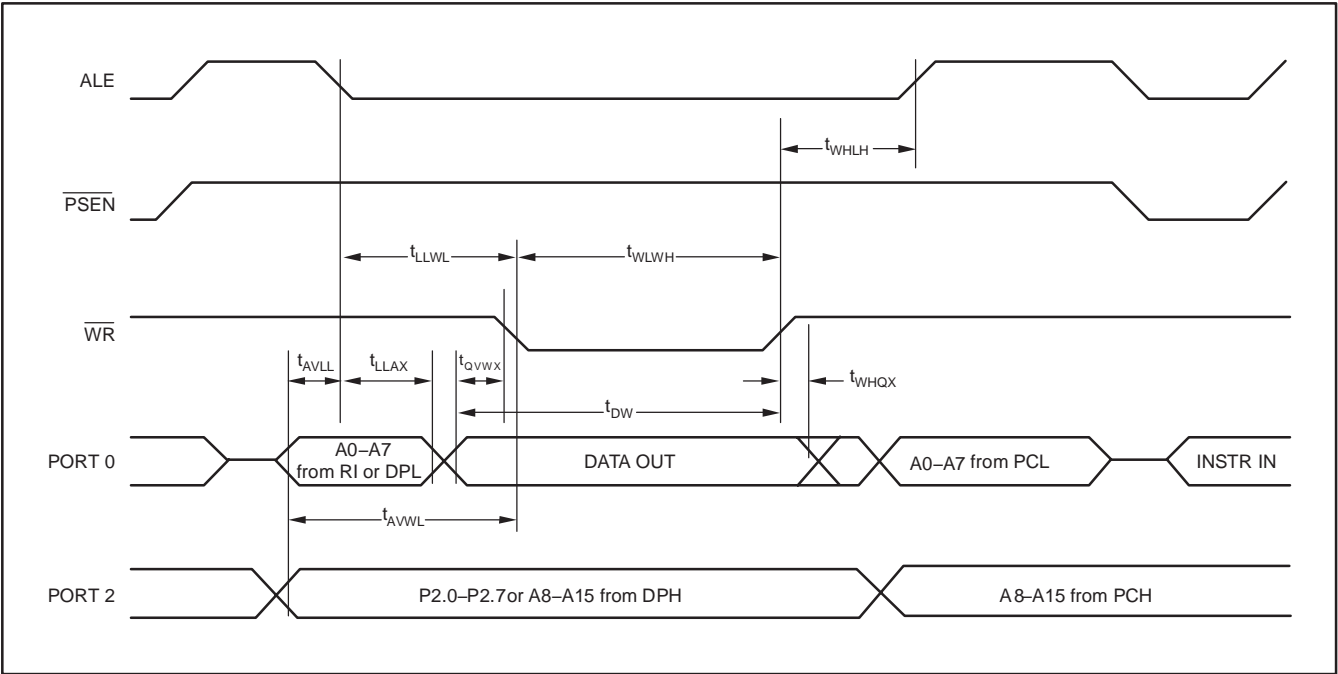 ALE
tWHLH
PSEN
tLLWL
tWLWH
WR
tAVLL
tLLAX
tQVWX
tWHQX
tDW
PORT 0
A0–A7
from RI or DPL
DATA OUT
A0–A7 from PCL
INSTR IN
tAVWL
PORT 2
P2.0–P2.7or A8–A15 from DPH
A8–A15 from PCH